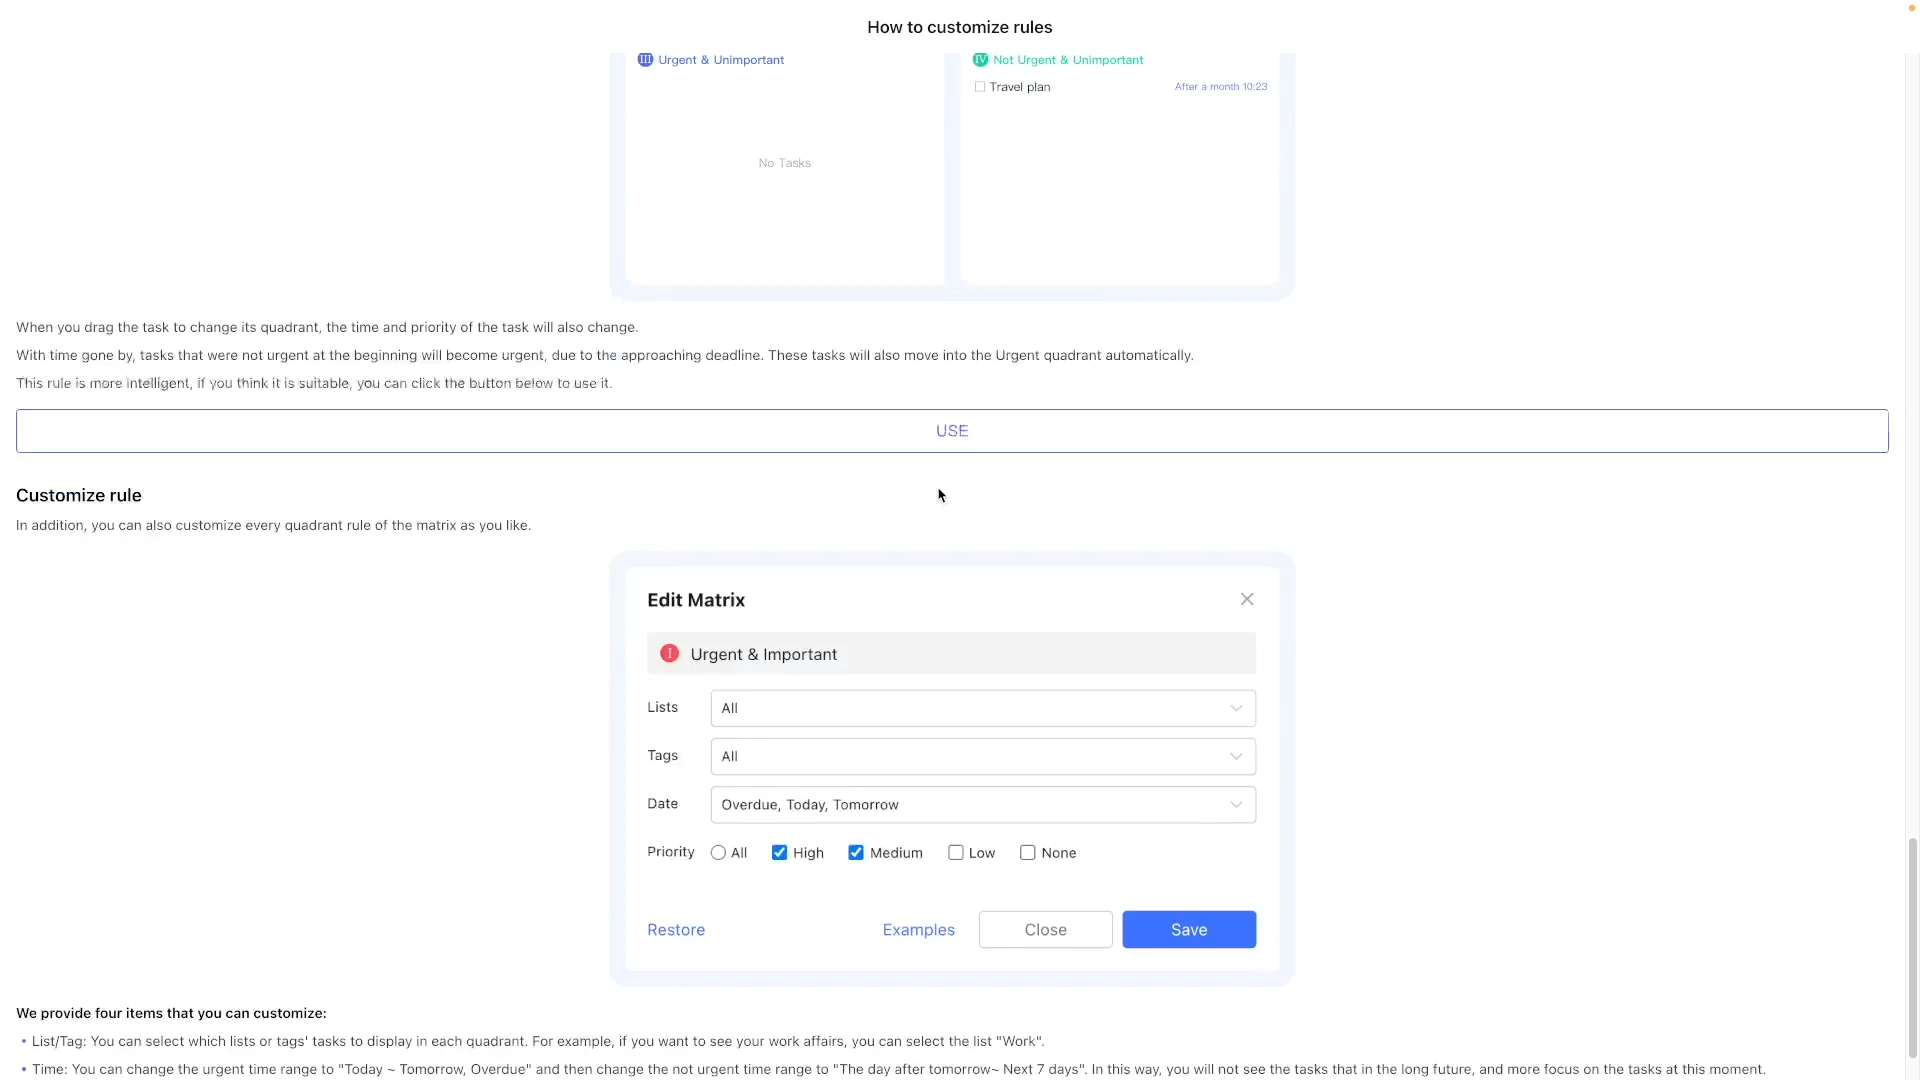 How to customize rules
III Urgent & Unimportant
IV Not Urgent & Unimportant
Travel plan After a month 10:23
No Tasks
When you drag the task to change its quadrant, the time and priority of the task will also change.
With time gone by, tasks that were not urgent at the beginning will become urgent, due to the approaching deadline. These tasks will also move into the Urgent quadrant automatically.
This rule is more intelligent, if you think it is suitable, you can click the button below to use it.
USE
Customize rule
In addition, you can also customize every quadrant rule of the matrix as you like.
Edit Matrix
I Urgent & Important
Lists All
Tags All
Date Overdue, Today, Tomorrow
Priority All High Medium Low None
Restore Examples Close Save
We provide four items that you can customize:
• List/Tag: You can select which lists or tags' tasks to display in each quadrant. For example, if you want to see your work affairs, you can select the list "Work".
• Time: You can change the urgent time range to "Today ~ Tomorrow, Overdue" and then change the not urgent time range to "The day after tomorrow~ Next 7 days". In this way, you will not see the tasks that in the long future, and more focus on the tasks at this moment.